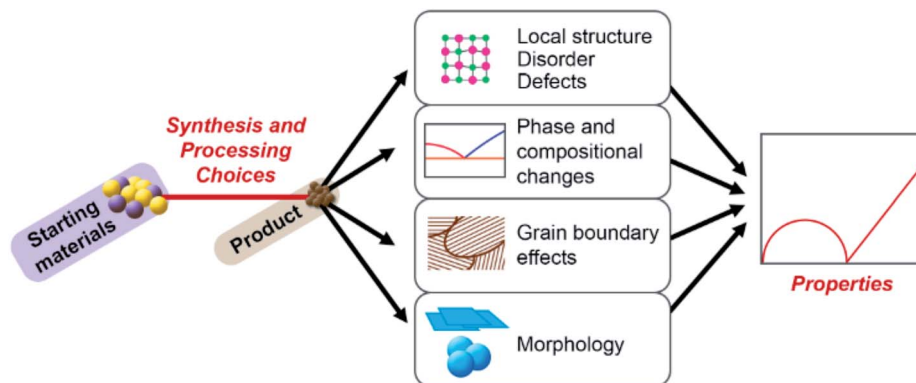 Synthesis and
Processing
Choices
Starting
materials
Product
Local structure
Disorder
Defects
Phase and
compositional
changes
Grain boundary
effects
Morphology
Properties